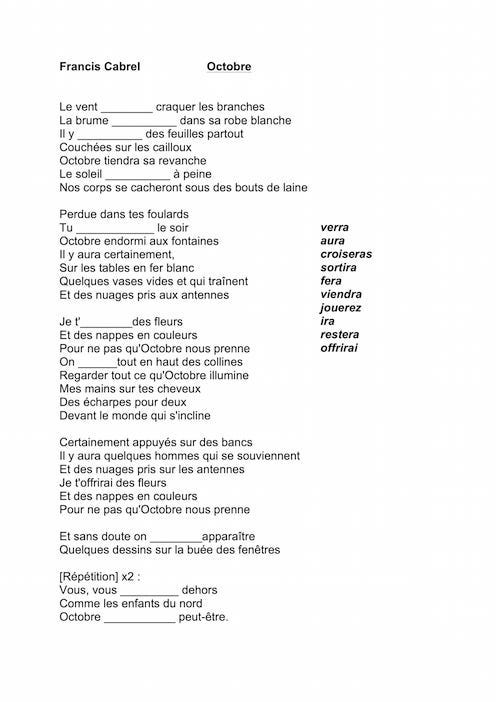 Francis Cabrel Octobre
Le vent ________ craquer les branches
La brume __________ dans sa robe blanche
Il y __________ des feuilles partout
Couchées sur les cailloux
Octobre tiendra sa revanche
Le soleil __________ à peine
Nos corps se cacheront sous des bouts de laine
Perdue dans tes foulards
Tu ____________ le soir
Octobre endormi aux fontaines
Il y aura certainement,
Sur les tables en fer blanc
Quelques vases vides et qui traînent
Et des nuages pris aux antennes
Je t'________des fleurs
Et des nappes en couleurs
Pour ne pas qu'Octobre nous prenne
On ______tout en haut des collines
Regarder tout ce qu'Octobre illumine
Mes mains sur tes cheveux
Des écharpes pour deux
Devant le monde qui s'incline
Certainement appuyés sur des bancs
Il y aura quelques hommes qui se souviennent
Et des nuages pris sur les antennes
Je t'offrirai des fleurs
Et des nappes en couleurs
Pour ne pas qu'Octobre nous prenne
Et sans doute on ________apparaître
Quelques dessins sur la buée des fenêtres
[Répétition] x2 :
Vous, vous _________ dehors
Comme les enfants du nord
Octobre ___________ peut-être.
verra
aura
croiseras
sortira
fera
viendra
jouerez
ira
restera
offrirai